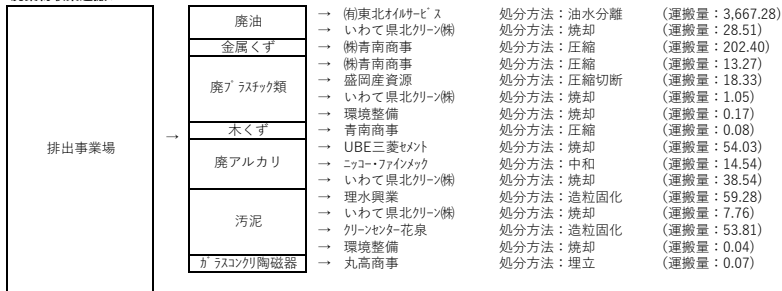 廃油 → ㈲東北ｵｲﾙｻｰﾋﾞｽ 処分方法：油水分離 （運搬量：3,667.28）
→ いわて県北ｸﾘｰﾝ㈱ 処分方法：焼却 （運搬量：28.51）
金属くず → ㈱青南商事 処分方法：圧縮 （運搬量：202.40）
→ ㈱青南商事 処分方法：圧縮 （運搬量：13.27）
廃ﾌﾟﾗｽﾁｯｸ類 → 盛岡産資源 処分方法：圧縮切断 （運搬量：18.33）
→ いわて県北ｸﾘｰﾝ㈱ 処分方法：焼却 （運搬量：1.05）
→ 環境整備 処分方法：焼却 （運搬量：0.17）
木くず → 青南商事 処分方法：圧縮 （運搬量：0.08）
排出事業場 → 廃アルカリ → UBE三菱ｾﾒﾝﾄ 処分方法：焼却 （運搬量：54.03）
→ ﾆｯｺｰ・ﾌｧｲﾝﾒｯｸ 処分方法：中和 （運搬量：14.54）
→ いわて県北ｸﾘｰﾝ㈱ 処分方法：焼却 （運搬量：38.54）
→ 理水興業 処分方法：造粒固化 （運搬量：59.28）
汚泥 → いわて県北ｸﾘｰﾝ㈱ 処分方法：焼却 （運搬量：7.76）
→ ｸﾘｰﾝｾﾝﾀｰ花泉 処分方法：造粒固化 （運搬量：53.81）
→ 環境整備 処分方法：焼却 （運搬量：0.04）
ｶﾞﾗｽｺﾝｸﾘ陶磁器 → 丸高商事 処分方法：埋立 （運搬量：0.07）